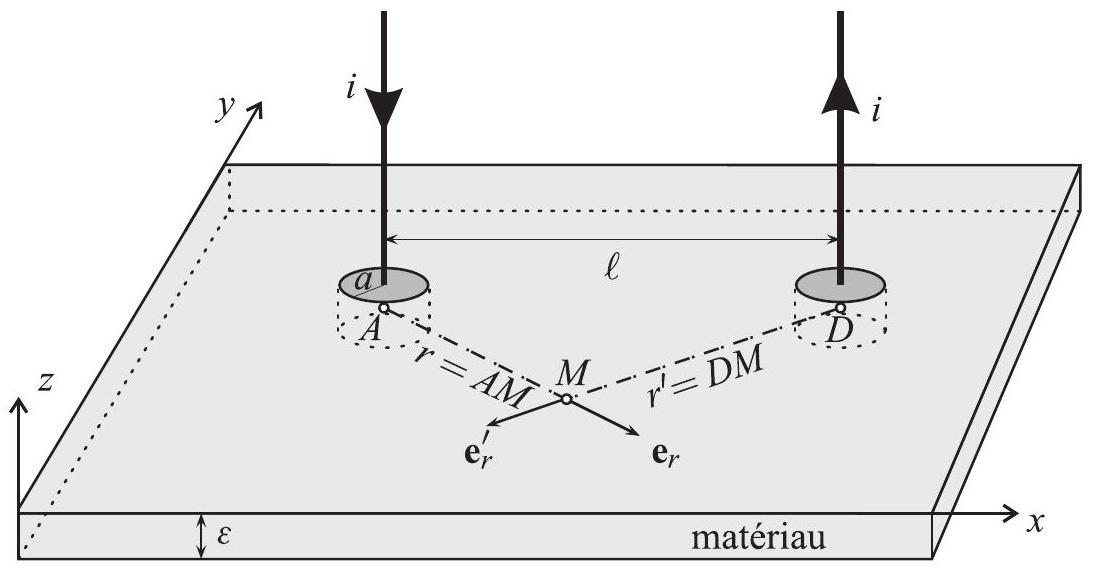 i
i
y
ℓ
a
A
D
r = AM
M
r' = DM
z
e'r
er
ε
matériau
x